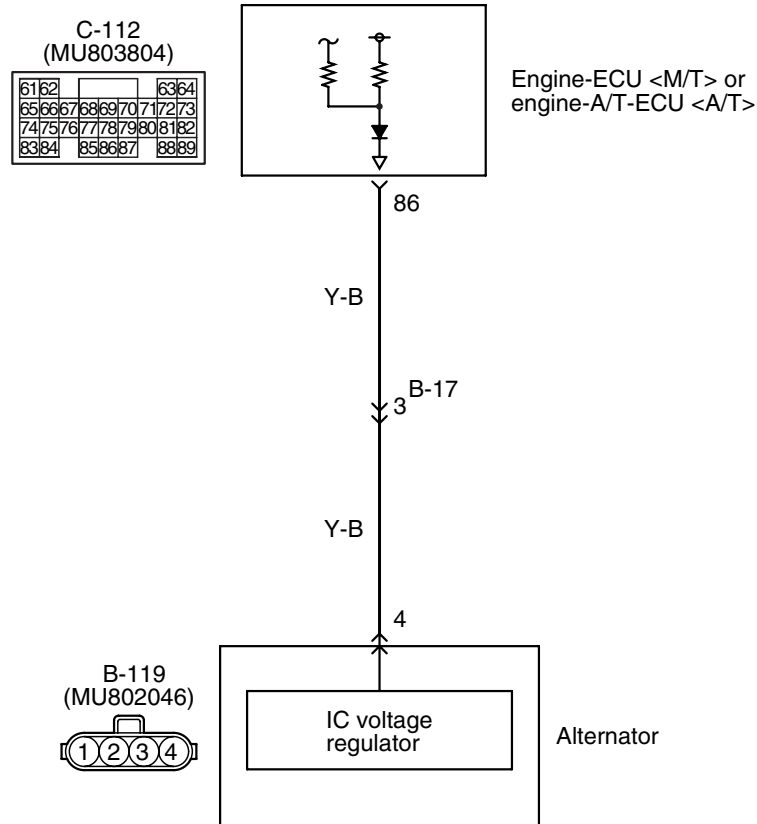 C-112
(MU803804)
61 62 63 64
65 66 67 68 69 70 71 72 73
74 75 76 77 78 79 80 81 82
83 84 85 86 87 88 89
Engine-ECU <M/T> or
engine-A/T-ECU <A/T>
86
Y-B
B-17
3
Y-B
4
B-119
(MU802046)
1 2 3 4
IC voltage
regulator
Alternator